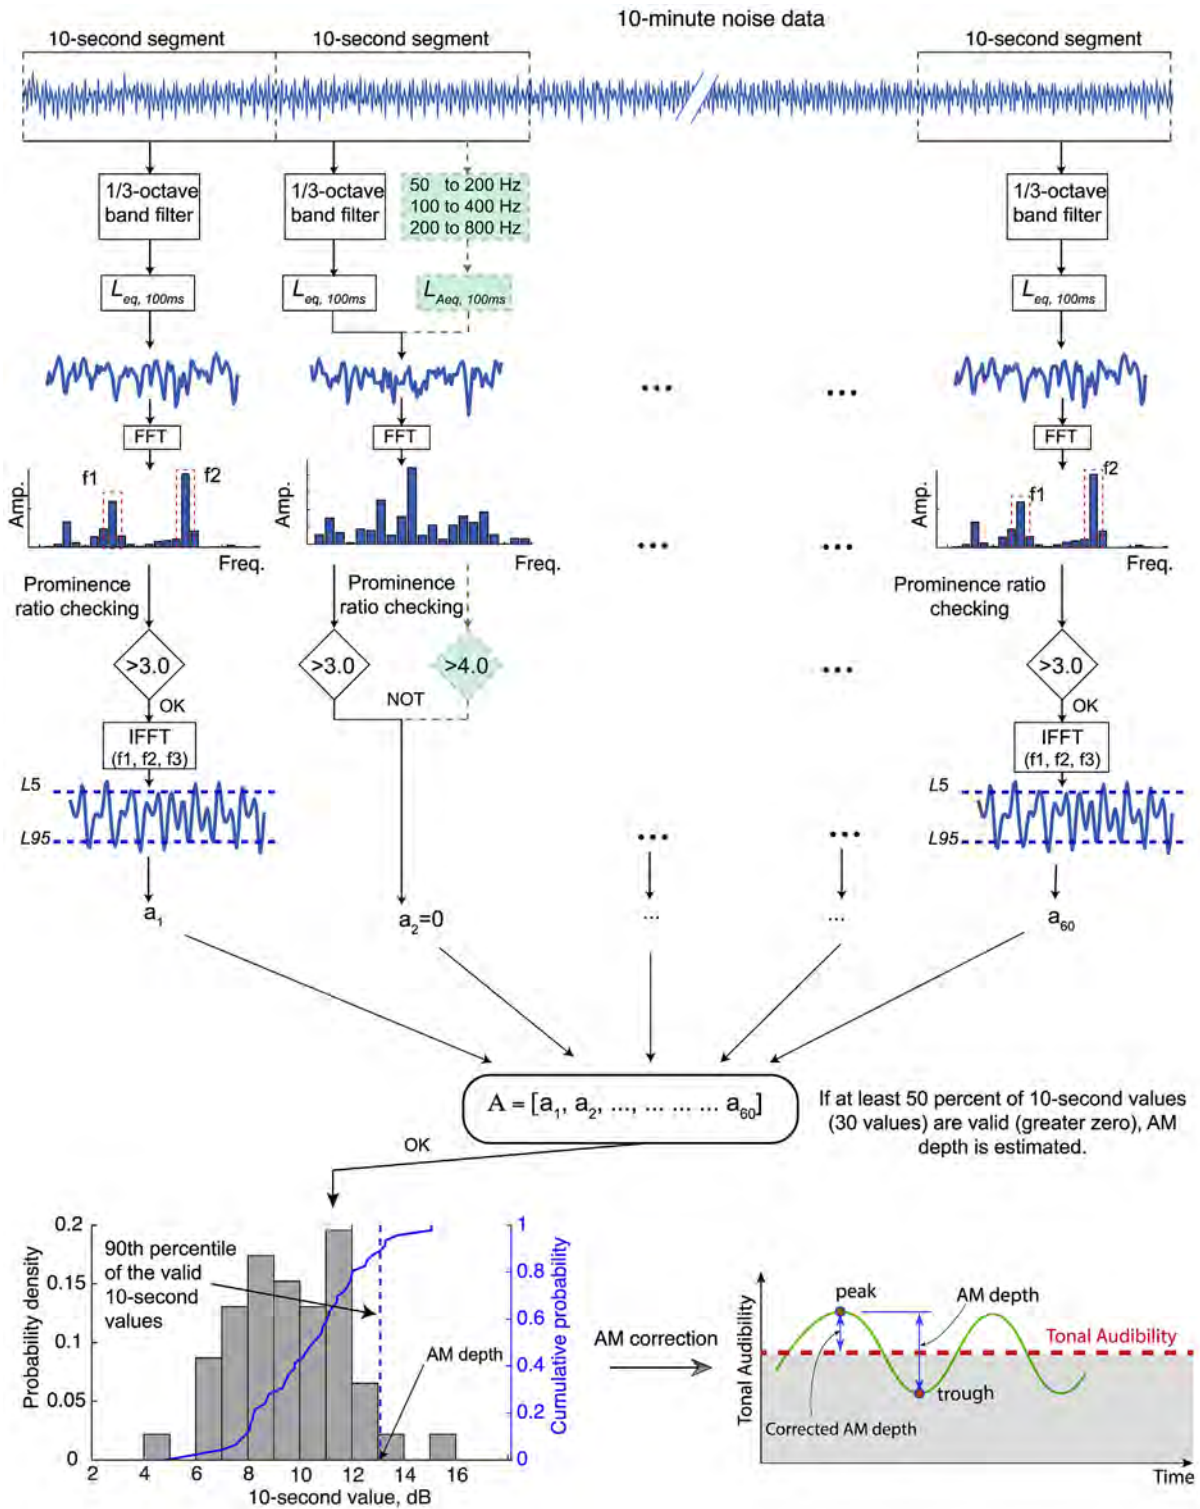 10-minute noise data
10-second segment
10-second segment
10-second segment
1/3-octave
band filter
1/3-octave
band filter
50 to 200 Hz
100 to 400 Hz
200 to 800 Hz
1/3-octave
band filter
Leq, 100ms
Leq, 100ms
LAeq, 100ms
Leq, 100ms
...
...
FFT
FFT
FFT
Amp.
f1
f2
Freq.
Freq.
...
...
Amp.
f1
f2
Freq.
Prominence
ratio checking
Prominence
ratio checking
Prominence ratio
checking
>3.0
>3.0
>4.0
...
>3.0
OK
NOT
OK
IFFT
(f1, f2, f3)
IFFT
(f1, f2, f3)
L5
L95
...
...
L5
L95
a1
a2=0
...
...
a60
A = [a1, a2, ..., ... ... ... a60]
If at least 50 percent of 10-second values
(30 values) are valid (greater zero), AM
depth is estimated.
OK
Probability density
0.2
0.15
0.1
0.05
0
90th percentile
of the valid
10-second
values
AM depth
1
0.8
0.6
0.4
0.2
0
Cumulative probability
2
4
6
8
10
12
14
16
10-second value, dB
AM correction
Tonal Audibility
peak
AM depth
Tonal Audibility
trough
Corrected AM depth
Time